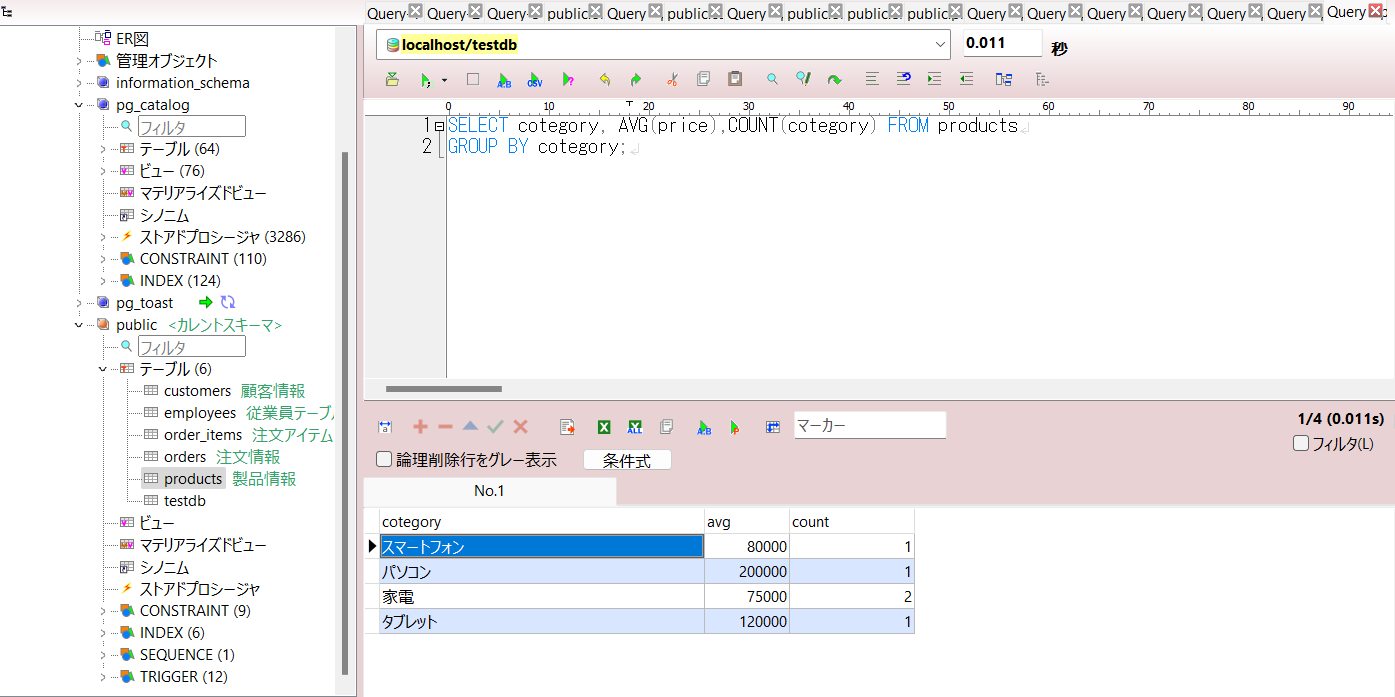 Query Query Query public Query public Query public public public Query Query Query Query Query Query Query
localhost/testdb
0.011 秒
ER図
管理オブジェクト
information_schema
pg_catalog
フィルタ
テーブル (64)
ビュー (76)
マテリアライズドビュー
シノニム
ストアドプロシージャ (3286)
CONSTRAINT (110)
INDEX (124)
pg_toast
public <カレントスキーマ>
フィルタ
テーブル (6)
customers 顧客情報
employees 従業員テーブ
order_items 注文アイテム
orders 注文情報
products 製品情報
testdb
ビュー
マテリアライズドビュー
シノニム
ストアドプロシージャ
CONSTRAINT (9)
INDEX (6)
SEQUENCE (1)
TRIGGER (12)
0 10 20 30 40 50 60 70 80 90
1 SELECT cotegory, AVG(price),COUNT(cotegory) FROM products
2 GROUP BY cotegory;
マーカー
1/4 (0.011s)
論理削除行をグレー表示
条件式
フィルタ(L)
No.1
cotegory avg count
スマートフォン 80000 1
パソコン 200000 1
家電 75000 2
タブレット 120000 1